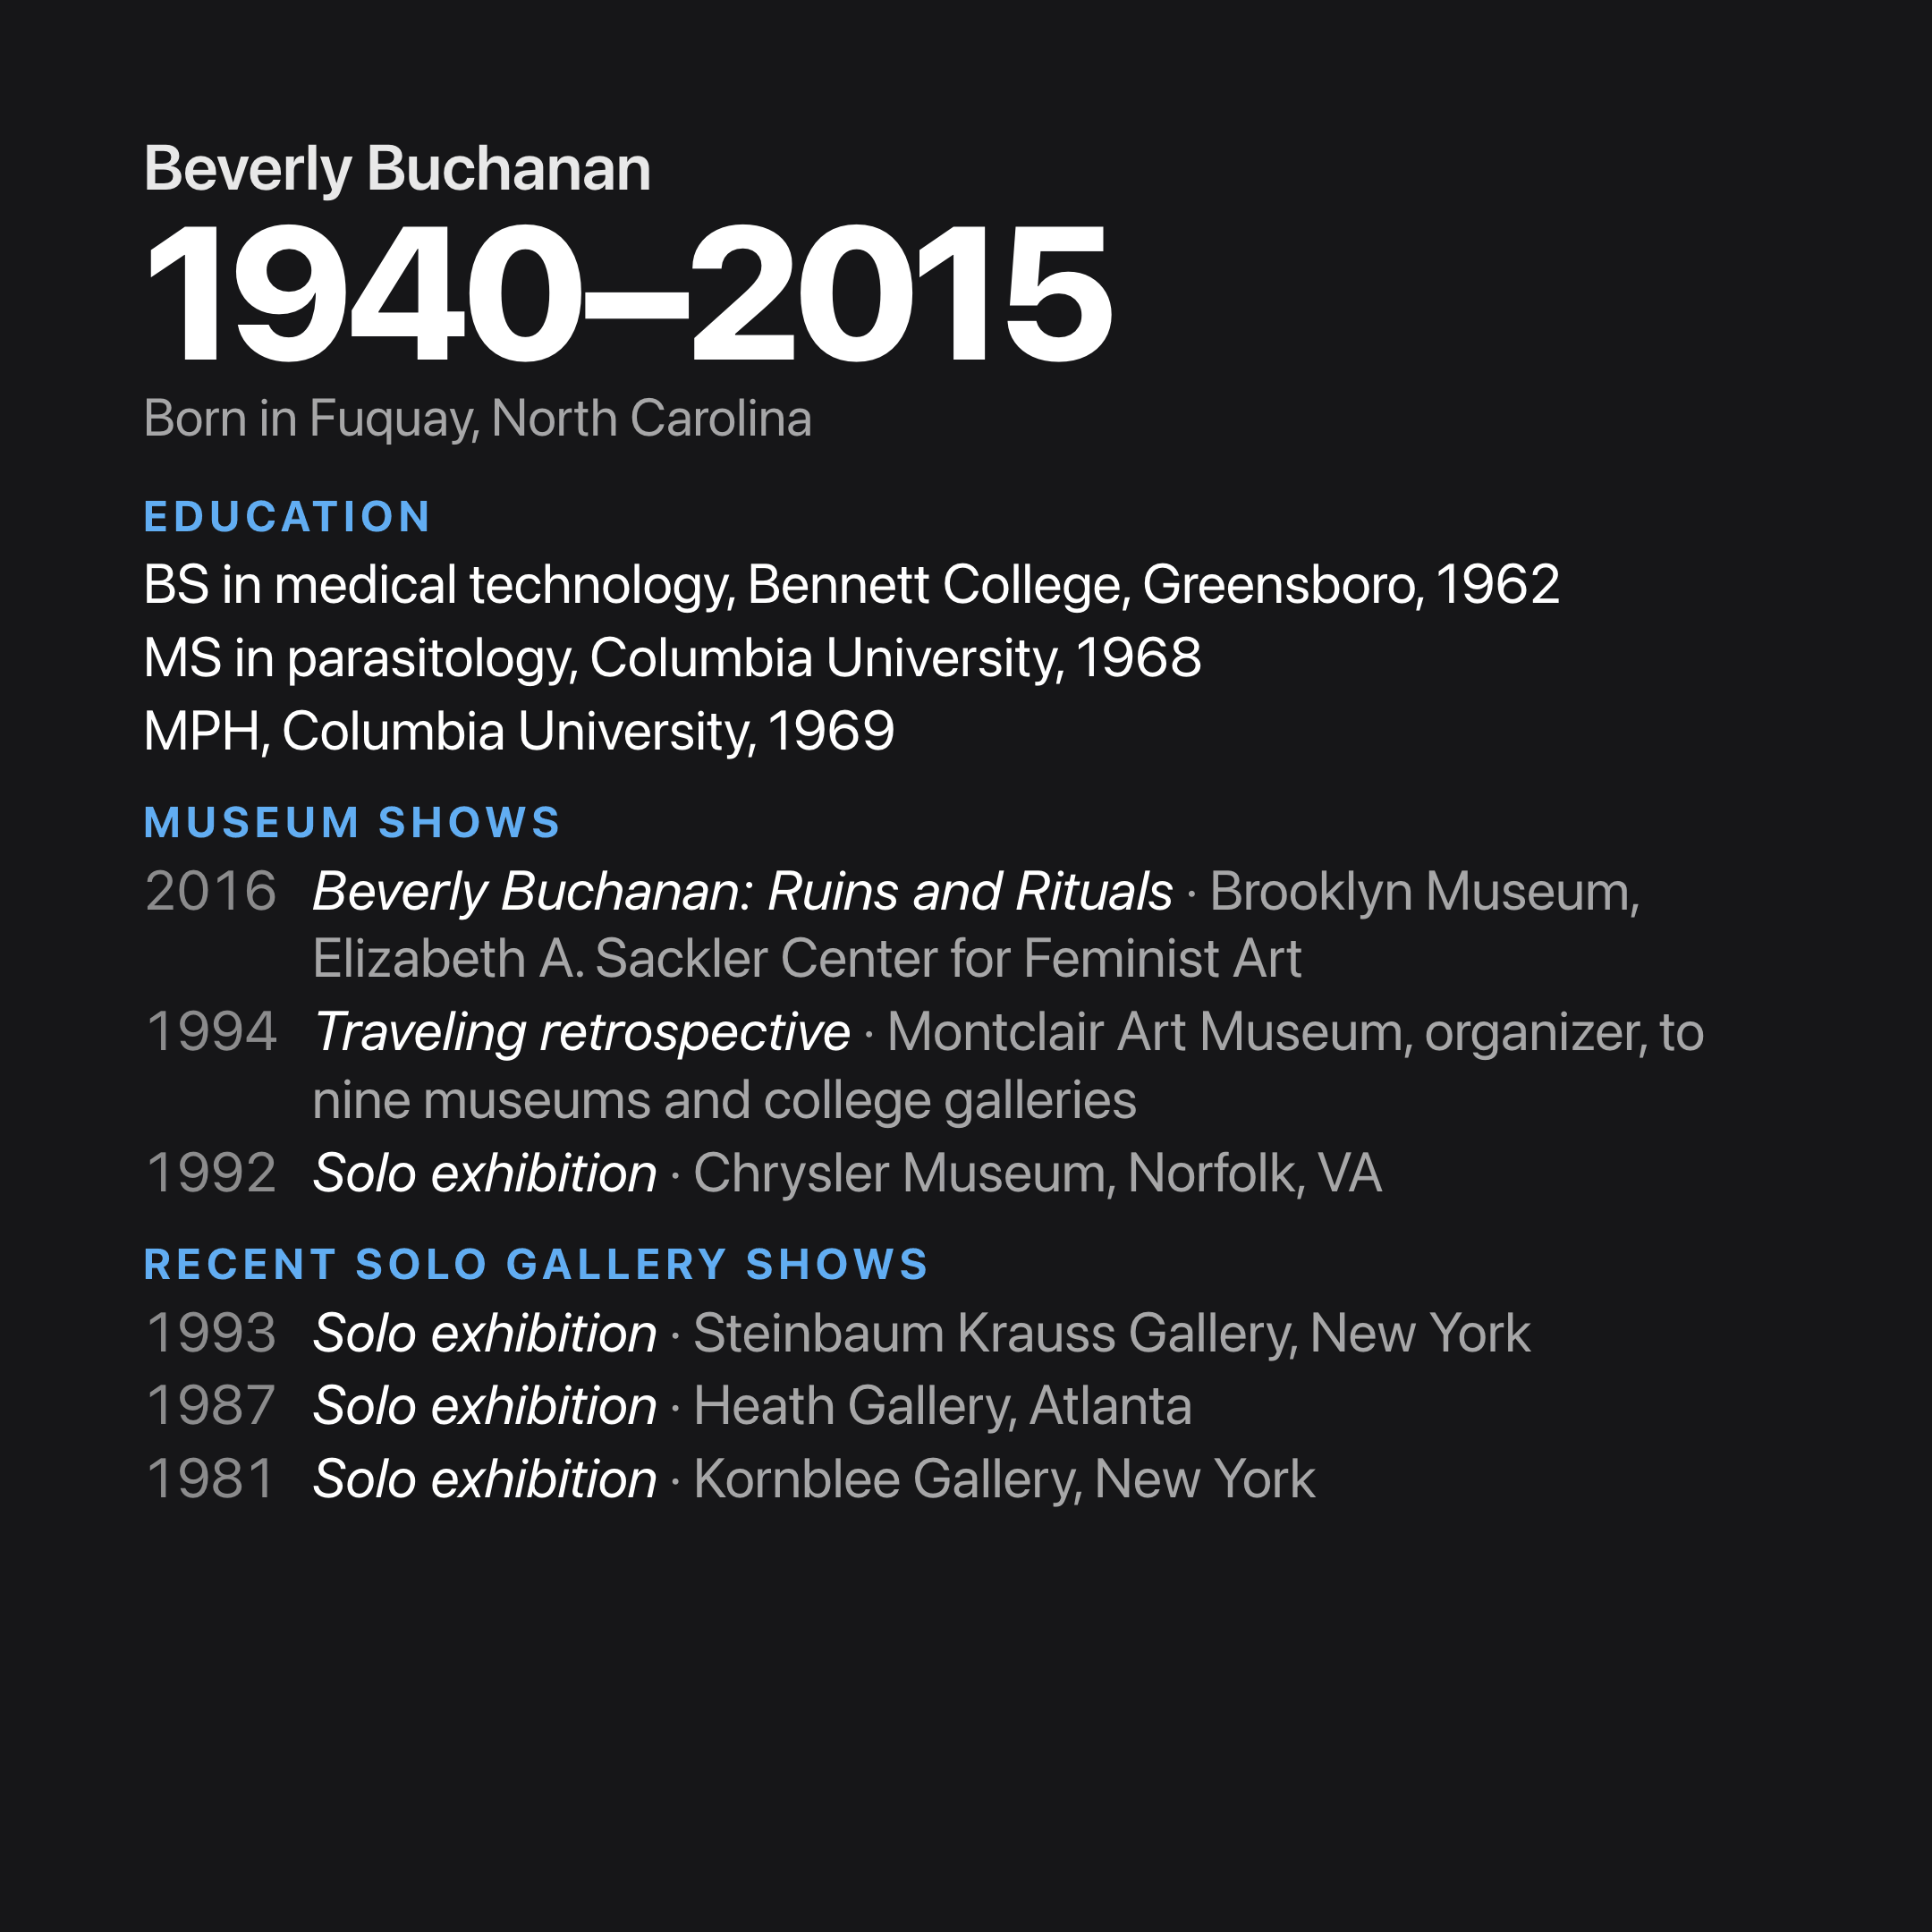 Beverly Buchanan
1940–2015
Born in Fuquay, North Carolina
EDUCATION
BS in medical technology, Bennett College, Greensboro, 1962
MS in parasitology, Columbia University, 1968
MPH, Columbia University, 1969
MUSEUM SHOWS
2016 Beverly Buchanan: Ruins and Rituals · Brooklyn Museum,
Elizabeth A. Sackler Center for Feminist Art
1994 Traveling retrospective · Montclair Art Museum, organizer, to
nine museums and college galleries
1992 Solo exhibition · Chrysler Museum, Norfolk, VA
RECENT SOLO GALLERY SHOWS
1993 Solo exhibition · Steinbaum Krauss Gallery, New York
1987 Solo exhibition · Heath Gallery, Atlanta
1981 Solo exhibition · Kornblee Gallery, New York